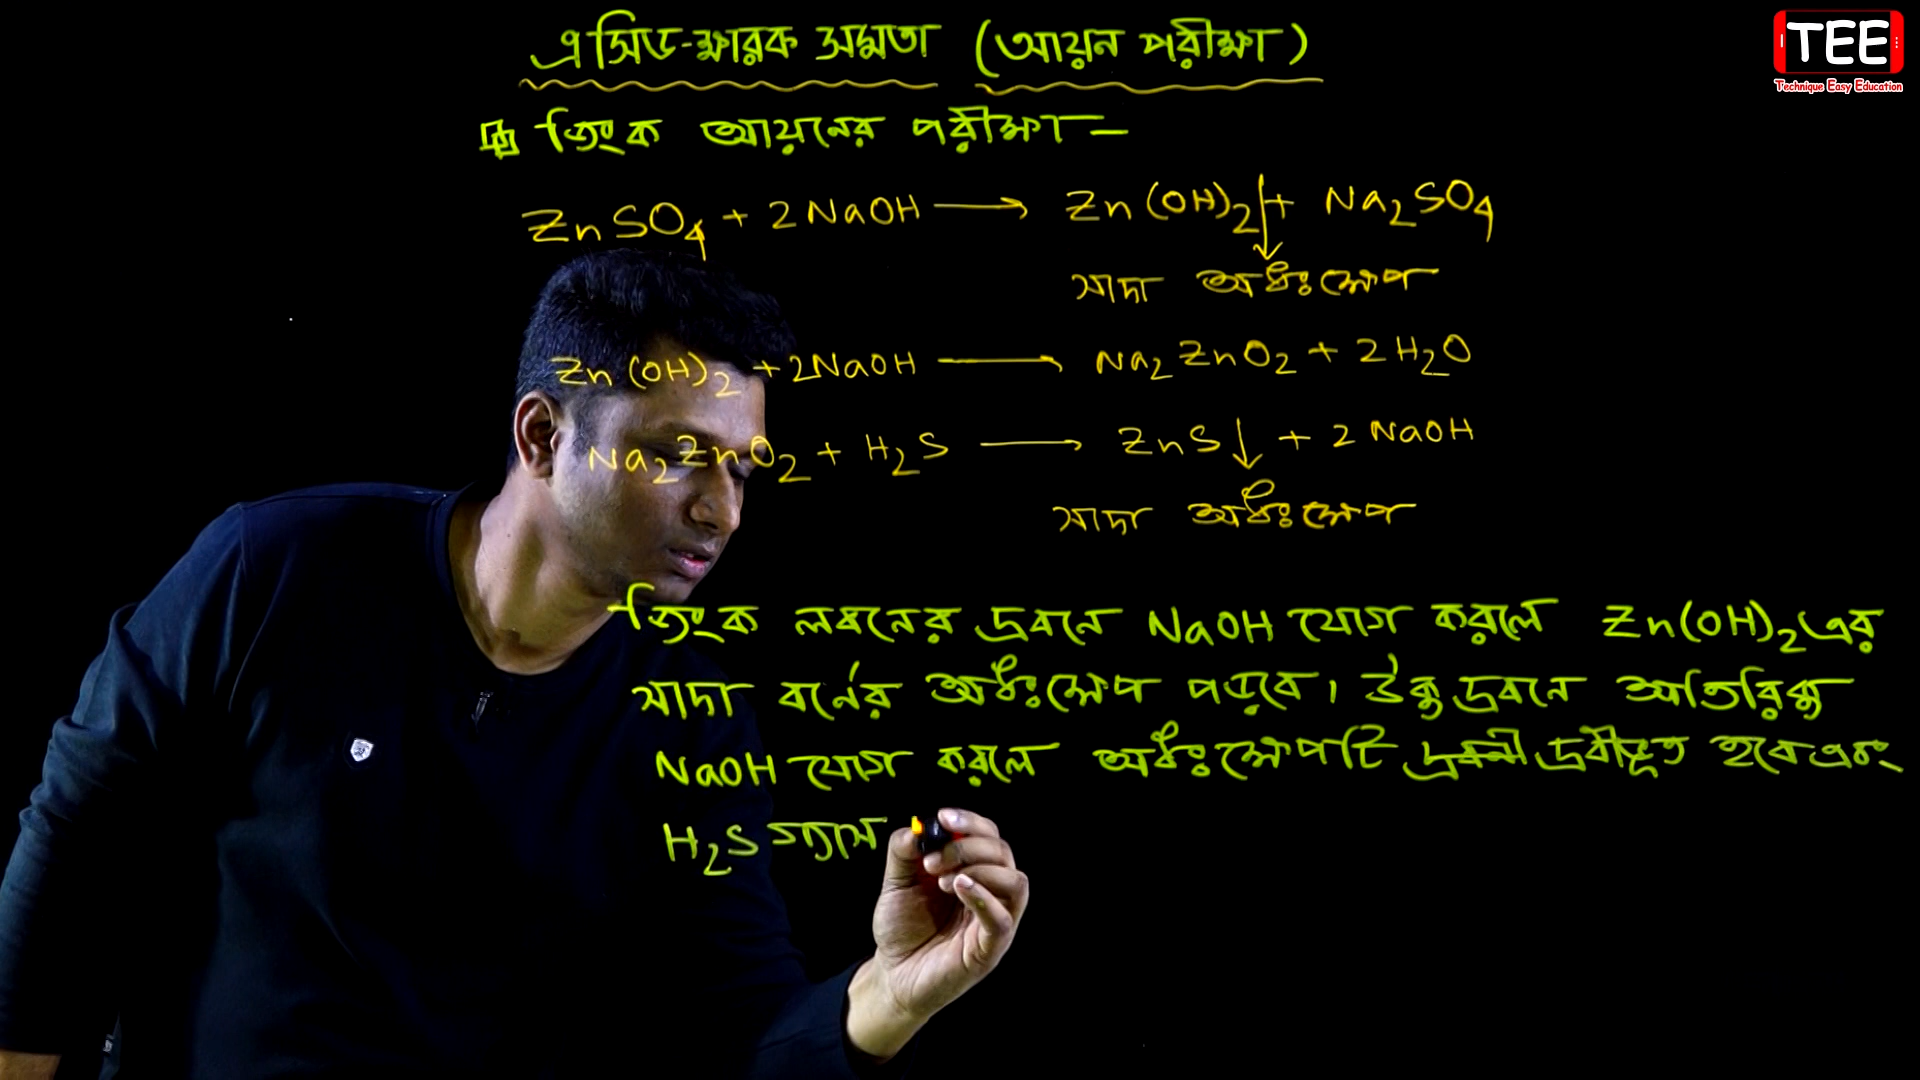 এসিড-ক্ষারক সমতা (আয়ন পরীক্ষা)
TEE
Technique Easy Education
জিংক আয়নের পরীক্ষা-
ZnSO₄ + 2NaOH ⟶ Zn(OH)₂↓ + Na₂SO₄
সাদা অধঃক্ষেপ
Zn(OH)₂ + 2NaOH ⟶ Na₂ZnO₂ + 2H₂O
Na₂ZnO₂ + H₂S ⟶ ZnS↓ + 2NaOH
সাদা অধঃক্ষেপ
জিংক লবনের দ্রবনে NaOH যোগ করলে Zn(OH)₂ এর
সাদা বর্নের অধঃক্ষেপ পড়বে। উক্ত দ্রবনে অতিরিক্ত
NaOH যোগ করলে অধঃক্ষেপটি দ্রবীভূত হবে এবং
H₂S গ্যাস